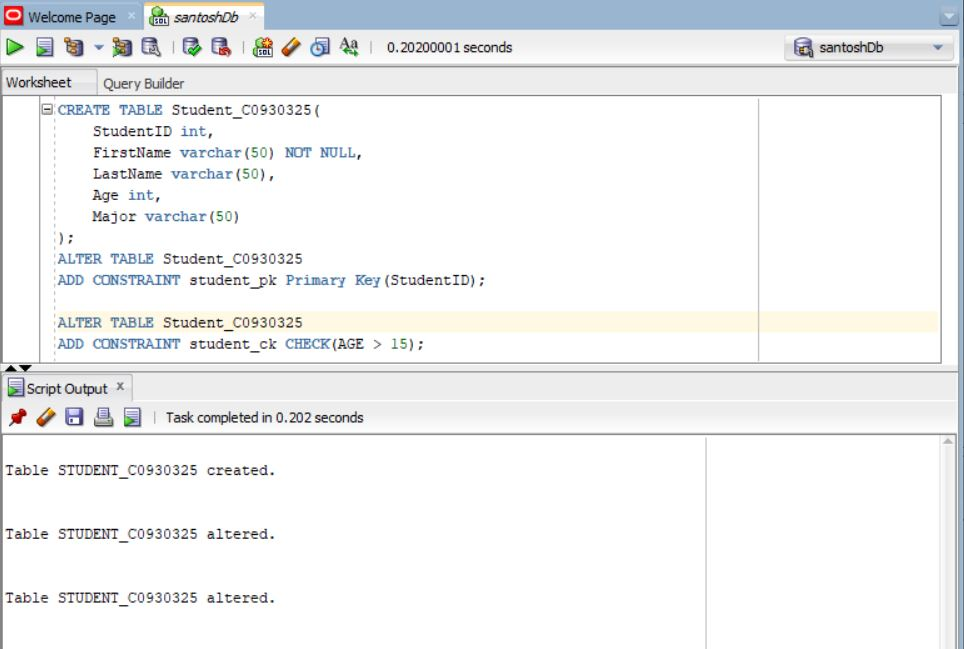 Welcome Page × santoshDb ×
0.20200001 seconds santoshDb
Worksheet Query Builder
CREATE TABLE Student_C0930325(
StudentID int,
FirstName varchar(50) NOT NULL,
LastName varchar(50),
Age int,
Major varchar(50)
);
ALTER TABLE Student_C0930325
ADD CONSTRAINT student_pk Primary Key(StudentID);
ALTER TABLE Student_C0930325
ADD CONSTRAINT student_ck CHECK(AGE > 15);
Script Output ×
Task completed in 0.202 seconds
Table STUDENT_C0930325 created.
Table STUDENT_C0930325 altered.
Table STUDENT_C0930325 altered.